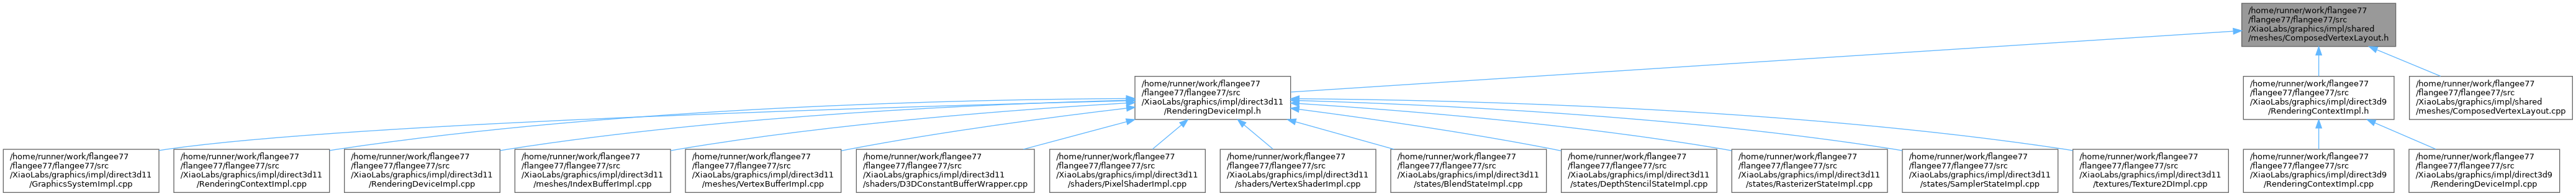 /home/runner/work/flangee77
/flangee77/flangee77/src
/XiaoLabs/graphics/impl/shared
/meshes/ComposedVertexLayout.h
/home/runner/work/flangee77
/flangee77/flangee77/src
/XiaoLabs/graphics/impl/direct3d11
/RenderingDeviceImpl.h
/home/runner/work/flangee77
/flangee77/flangee77/src
/XiaoLabs/graphics/impl/direct3d9
/RenderingContextImpl.h
/home/runner/work/flangee77
/flangee77/flangee77/src
/XiaoLabs/graphics/impl/shared
/meshes/ComposedVertexLayout.cpp
/home/runner/work/flangee77
/flangee77/flangee77/src
/XiaoLabs/graphics/impl/direct3d11
/GraphicsSystemImpl.cpp
/home/runner/work/flangee77
/flangee77/flangee77/src
/XiaoLabs/graphics/impl/direct3d11
/RenderingContextImpl.cpp
/home/runner/work/flangee77
/flangee77/flangee77/src
/XiaoLabs/graphics/impl/direct3d11
/RenderingDeviceImpl.cpp
/home/runner/work/flangee77
/flangee77/flangee77/src
/XiaoLabs/graphics/impl/direct3d11
/meshes/IndexBufferImpl.cpp
/home/runner/work/flangee77
/flangee77/flangee77/src
/XiaoLabs/graphics/impl/direct3d11
/meshes/VertexBufferImpl.cpp
/home/runner/work/flangee77
/flangee77/flangee77/src
/XiaoLabs/graphics/impl/direct3d11
/shaders/D3DConstantBufferWrapper.cpp
/home/runner/work/flangee77
/flangee77/flangee77/src
/XiaoLabs/graphics/impl/direct3d11
/shaders/PixelShaderImpl.cpp
/home/runner/work/flangee77
/flangee77/flangee77/src
/XiaoLabs/graphics/impl/direct3d11
/shaders/VertexShaderImpl.cpp
/home/runner/work/flangee77
/flangee77/flangee77/src
/XiaoLabs/graphics/impl/direct3d11
/states/BlendStateImpl.cpp
/home/runner/work/flangee77
/flangee77/flangee77/src
/XiaoLabs/graphics/impl/direct3d11
/states/DepthStencilStateImpl.cpp
/home/runner/work/flangee77
/flangee77/flangee77/src
/XiaoLabs/graphics/impl/direct3d11
/states/RasterizerStateImpl.cpp
/home/runner/work/flangee77
/flangee77/flangee77/src
/XiaoLabs/graphics/impl/direct3d11
/states/SamplerStateImpl.cpp
/home/runner/work/flangee77
/flangee77/flangee77/src
/XiaoLabs/graphics/impl/direct3d11
/textures/Texture2DImpl.cpp
/home/runner/work/flangee77
/flangee77/flangee77/src
/XiaoLabs/graphics/impl/direct3d9
/RenderingContextImpl.cpp
/home/runner/work/flangee77
/flangee77/flangee77/src
/XiaoLabs/graphics/impl/direct3d9
/RenderingDeviceImpl.cpp